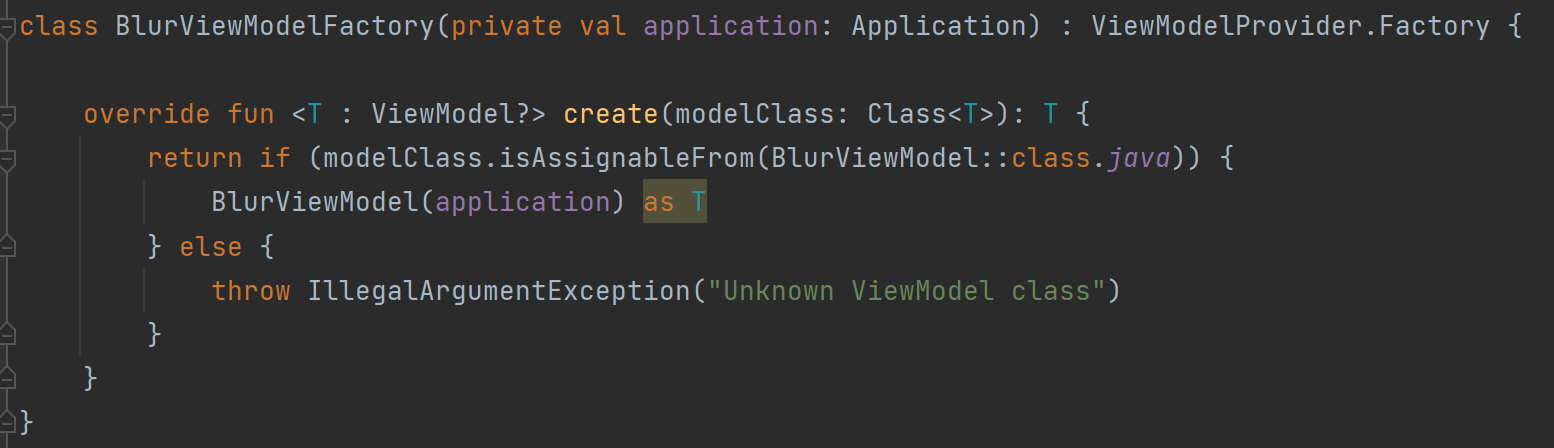 class BlurViewModelFactory(private val application: Application) : ViewModelProvider.Factory {
override fun <T : ViewModel?> create(modelClass: Class<T>): T {
return if (modelClass.isAssignableFrom(BlurViewModel::class.java)) {
BlurViewModel(application) as T
} else {
throw IllegalArgumentException("Unknown ViewModel class")
}
}
}